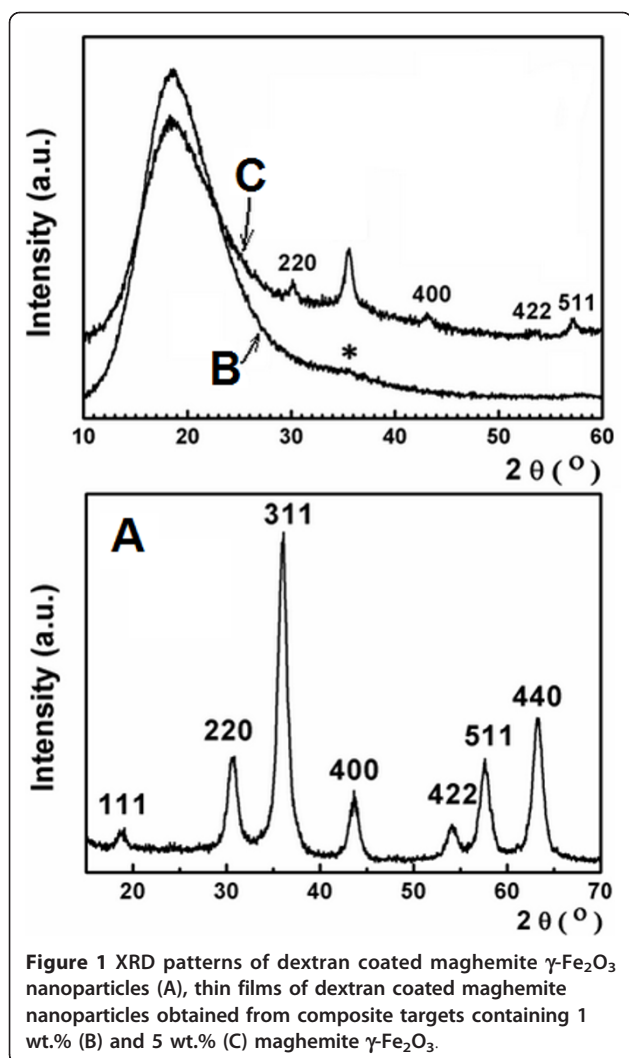 Intensity (a.u.)
C
220
400
422
511
B
*
10 20 30 40 50 60
2 θ (°)
A
Intensity (a.u.)
111
220
311
400
422
511
440
20 30 40 50 60 70
2 θ (°)
Figure 1 XRD patterns of dextran coated maghemite γ-Fe₂O₃
nanoparticles (A), thin films of dextran coated maghemite
nanoparticles obtained from composite targets containing 1
wt.% (B) and 5 wt.% (C) maghemite γ-Fe₂O₃.